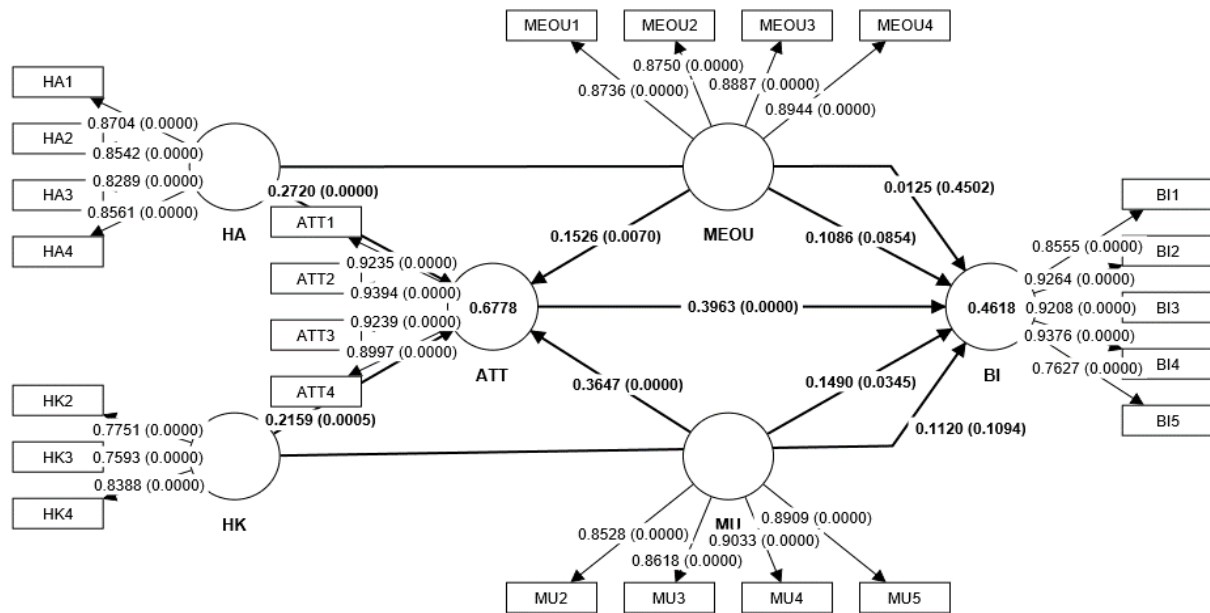 MEOU1
MEOU2
MEOU3
MEOU4
0.8736 (0.0000)
0.8750 (0.0000)
0.8887 (0.0000)
0.8944 (0.0000)
HA1
HA2
HA3
HA4
0.8704 (0.0000)
0.8542 (0.0000)
0.8289 (0.0000)
0.8561 (0.0000)
HA
0.2720 (0.0000)
MEOU
0.0125 (0.4502)
0.1526 (0.0070)
0.1086 (0.0854)
ATT1
ATT2
ATT3
ATT4
0.9235 (0.0000)
0.9394 (0.0000)
0.9239 (0.0000)
0.8997 (0.0000)
0.6778
ATT
0.3963 (0.0000)
0.4618
BI
0.8555 (0.0000)
0.9264 (0.0000)
0.9208 (0.0000)
0.9376 (0.0000)
0.7627 (0.0000)
BI1
BI2
BI3
BI4
BI5
0.3647 (0.0000)
0.1490 (0.0345)
0.1120 (0.1094)
0.2159 (0.0005)
HK2
HK3
HK4
0.7751 (0.0000)
0.7593 (0.0000)
0.8388 (0.0000)
HK
MU
0.8528 (0.0000)
0.8618 (0.0000)
0.9033 (0.0000)
0.8909 (0.0000)
MU2
MU3
MU4
MU5